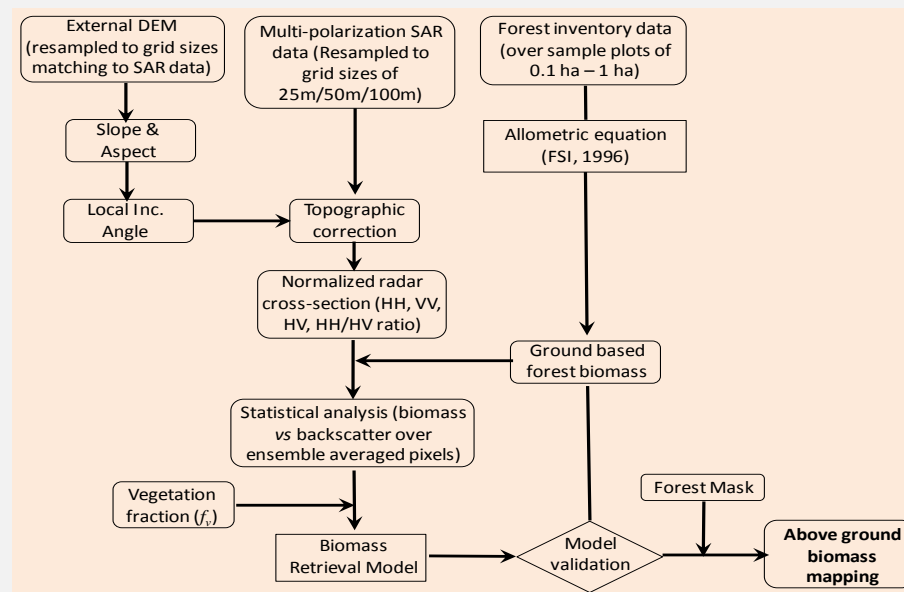 External DEM
(resampled to grid sizes
matching to SAR data)
Multi-polarization SAR
data (Resampled to
grid sizes of
25m/50m/100m)
Forest inventory data
(over sample plots of
0.1 ha – 1 ha)
Slope &
Aspect
Allometric equation
(FSI, 1996)
Local Inc.
Angle
Topographic
correction
Normalized radar
cross-section (HH, VV,
HV, HH/HV ratio)
Ground based
forest biomass
Statistical analysis (biomass
vs backscatter over
ensemble averaged pixels)
Vegetation
fraction (fv)
Forest Mask
Biomass
Retrieval Model
Model
validation
Above ground
biomass
mapping